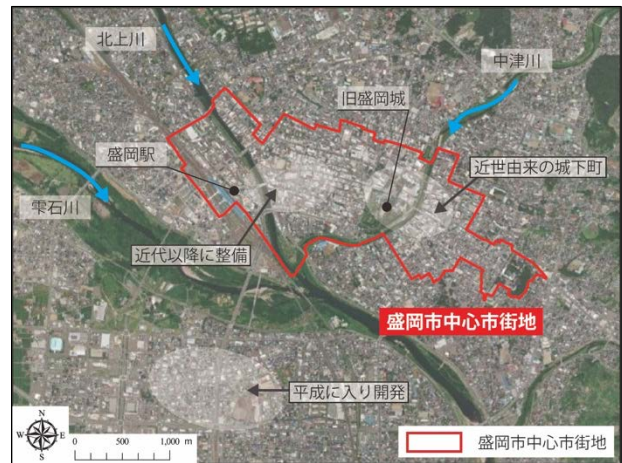 北上川
中津川
旧盛岡城
盛岡駅
近世由来の城下町
雫石川
近代以降に整備
盛岡市中心市街地
平成に入り開発
N
W
E
S
0 500 1,000 m
盛岡市中心市街地